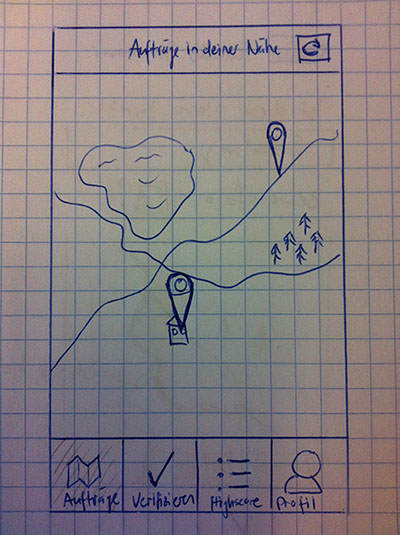 Aufträge in deiner Nähe
Aufträge
Verifizieren
Highscore
Profil